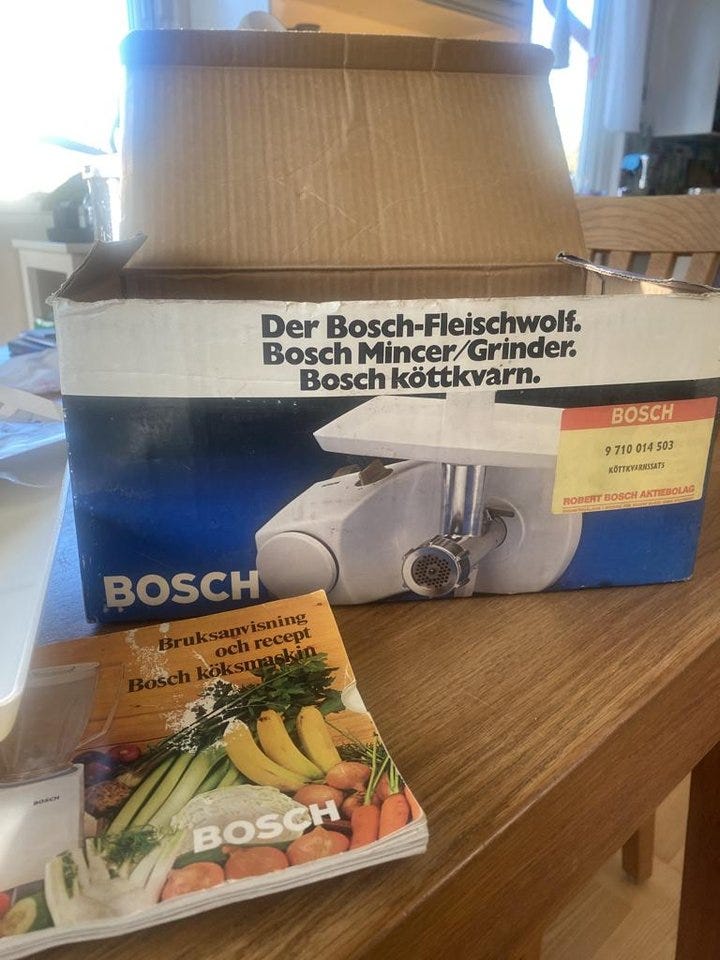 Der Bosch-Fleischwolf.
Bosch Mincer/Grinder.
Bosch köttkvarn.
BOSCH
9 710 014 503
KÖTTKVARNSSATS
ROBERT BOSCH AKTIEBOLAG
BOSCH
Bruksanvisning
och recept
Bosch köksmaskin
BOSCH
BOSCH